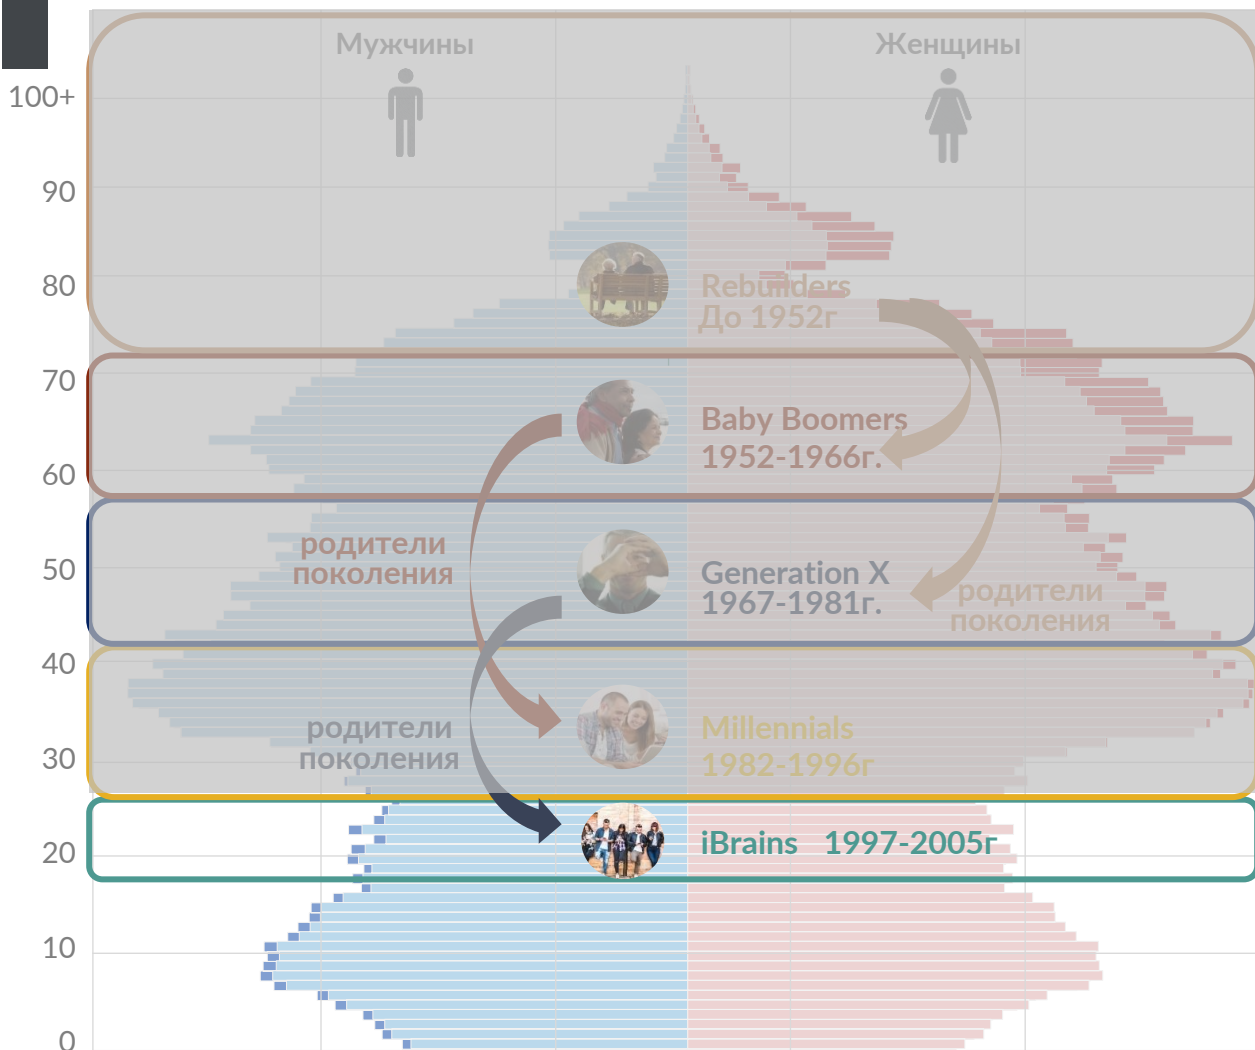 Мужчины
Женщины
100+
90
80
Rebuilders
До 1952г
70
Baby Boomers
1952-1966г.
60
родители
поколения
50
Generation X
1967-1981г.
родители
поколения
40
родители
поколения
Millennials
1982-1996г
30
iBrains 1997-2005г
20
10
0